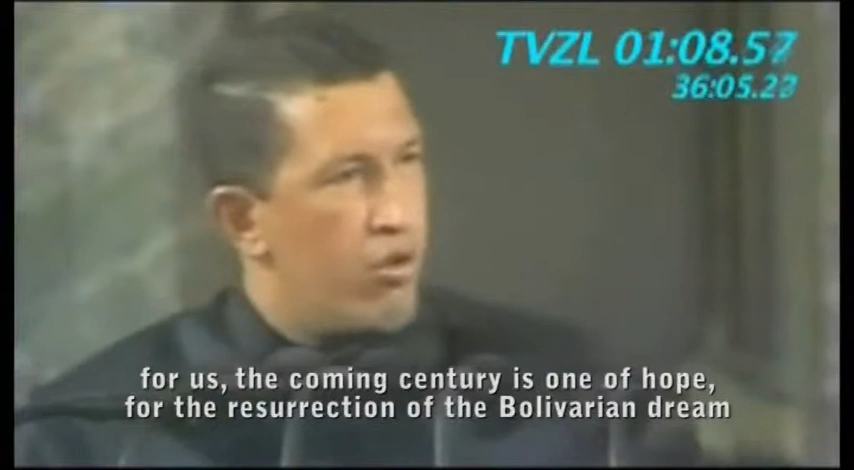 TVZL 01:08.57
36:05.23
for us, the coming century is one of hope,
for the resurrection of the Bolivarian dream